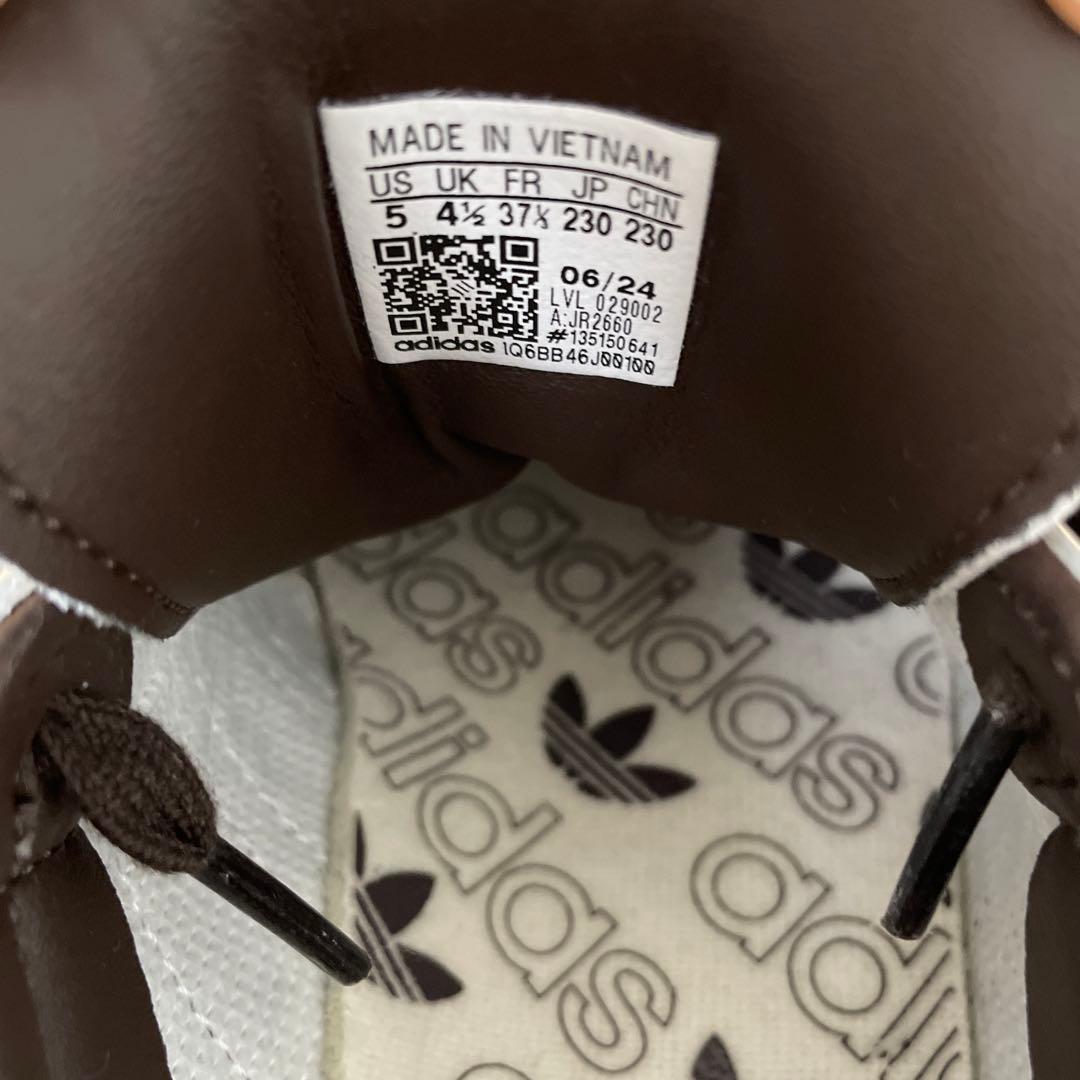 MADE IN VIETNAM
US UK FR JP CHN
5 4½ 37⅓ 230 230
06/24
LVL 029002
A:JR2660
#135150641
adidas 1Q6BB46J00100
adidas
adidas
adidas
adidas